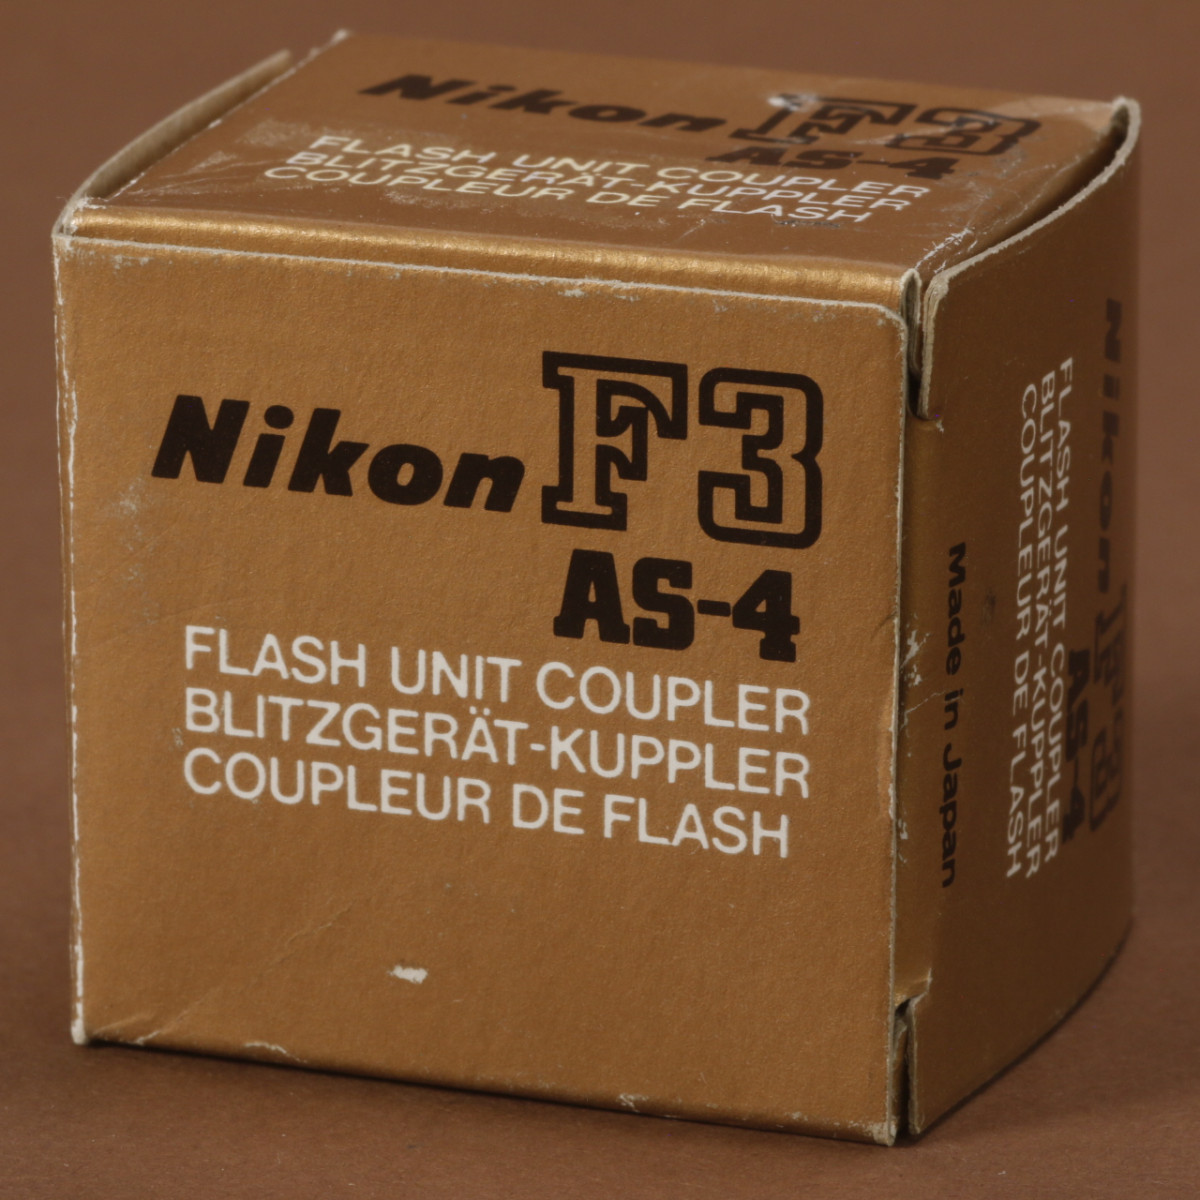 Nikon F3
AS-4
FLASH UNIT COUPLER
BLITZGERÄT-KUPPLER
COUPLEUR DE FLASH
Nikon F3
AS-4
FLASH UNIT COUPLER
BLITZGERÄT-KUPPLER
COUPLEUR DE FLASH
Nikon F3
AS-4
FLASH UNIT COUPLER
BLITZGERÄT-KUPPLER
COUPLEUR DE FLASH
Made in Japan